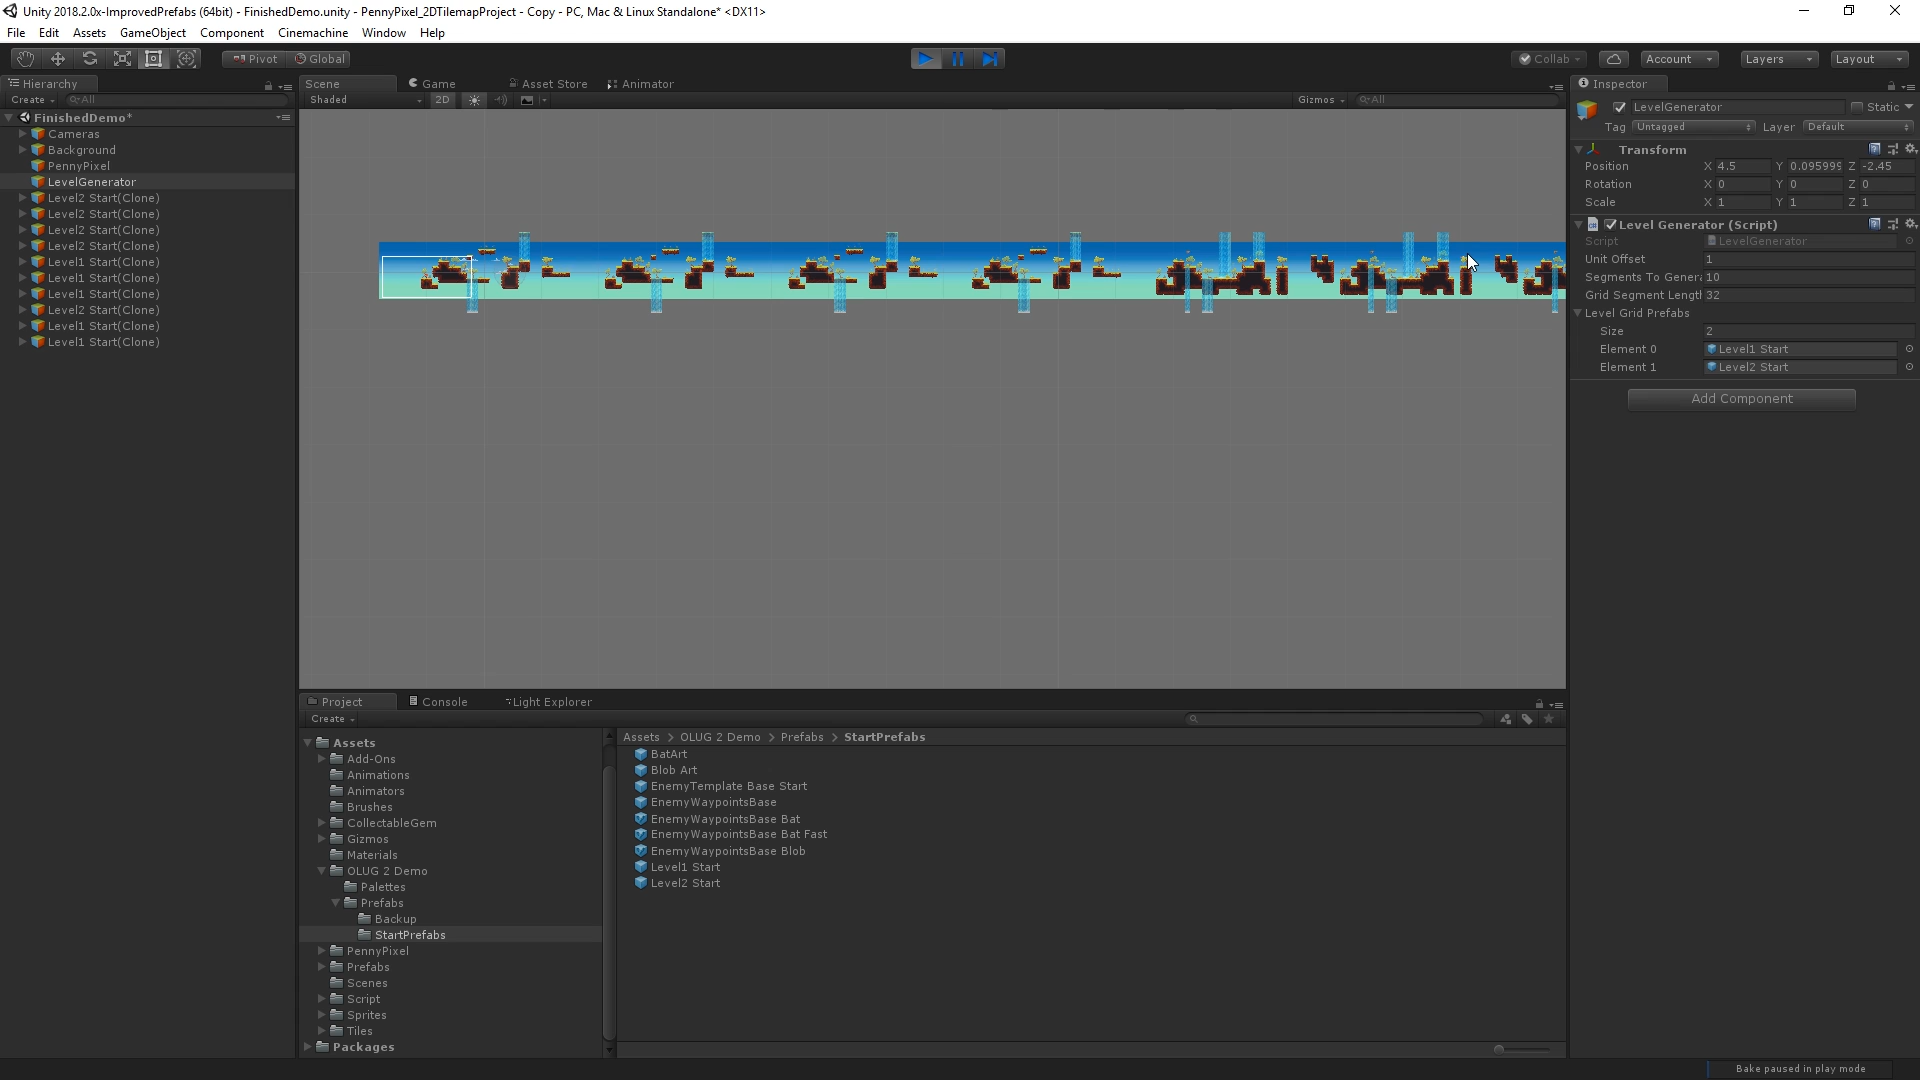 Unity 2018.2.0x-ImprovedPrefabs (64bit) - FinishedDemo.unity - PennyPixel_2DTilemapProject - Copy - PC, Mac & Linux Standalone* <DX11>
File Edit Assets GameObject Component Cinemachine Window Help
Pivot Global Collab Account Layers Layout
Hierarchy Scene Game Asset Store Animator Inspector
Create All Shaded 2D Gizmos All
LevelGenerator Static
FinishedDemo*
Tag Untagged Layer Default
Cameras
Background
PennyPixel
LevelGenerator
Level2 Start(Clone)
Level2 Start(Clone)
Level2 Start(Clone)
Level2 Start(Clone)
Level1 Start(Clone)
Level1 Start(Clone)
Level1 Start(Clone)
Level2 Start(Clone)
Level1 Start(Clone)
Level1 Start(Clone)
Transform
Position X 4.5 Y 0.095999 Z -2.45
Rotation X 0 Y 0 Z 0
Scale X 1 Y 1 Z 1
Level Generator (Script)
Script LevelGenerator
Unit Offset 1
Segments To Genera 10
Grid Segment Lengt 32
Level Grid Prefabs
Size 2
Element 0 Level1 Start
Element 1 Level2 Start
Add Component
Project Console Light Explorer
Create
Assets
Add-Ons
Animations
Animators
Brushes
CollectableGem
Gizmos
Materials
OLUG 2 Demo
Palettes
Prefabs
Backup
StartPrefabs
PennyPixel
Prefabs
Scenes
Script
Sprites
Tiles
Packages
Assets > OLUG 2 Demo > Prefabs > StartPrefabs
BatArt
Blob Art
EnemyTemplate Base Start
EnemyWaypointsBase
EnemyWaypointsBase Bat
EnemyWaypointsBase Bat Fast
EnemyWaypointsBase Blob
Level1 Start
Level2 Start
Bake paused in play mode